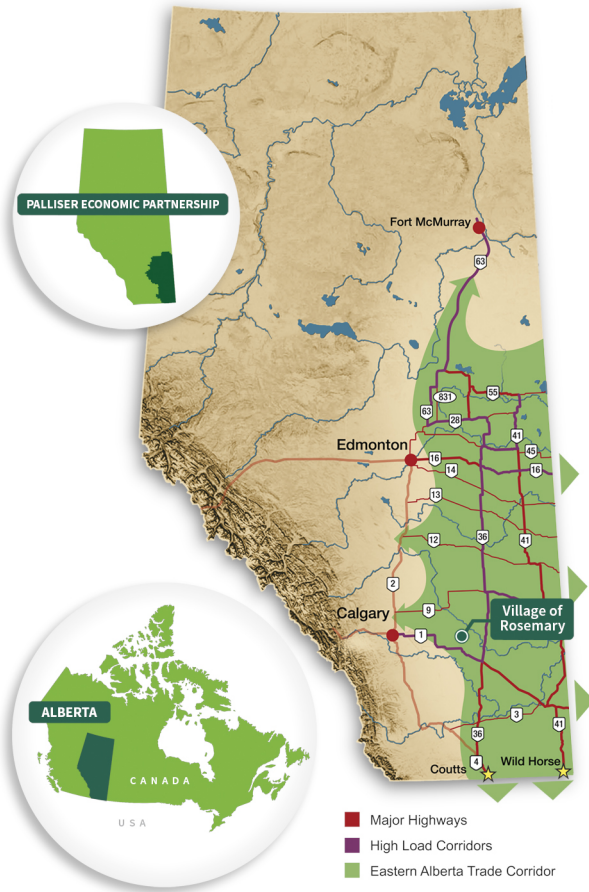 PALLISER ECONOMIC PARTNERSHIP
Fort McMurray
63
55
831
63
28
41
45
Edmonton
16
16
14
13
12
36
41
2
9
Village of
Rosemary
Calgary
1
3
36
41
4
Coutts
Wild Horse
ALBERTA
CANADA
USA
Major Highways
High Load Corridors
Eastern Alberta Trade Corridor